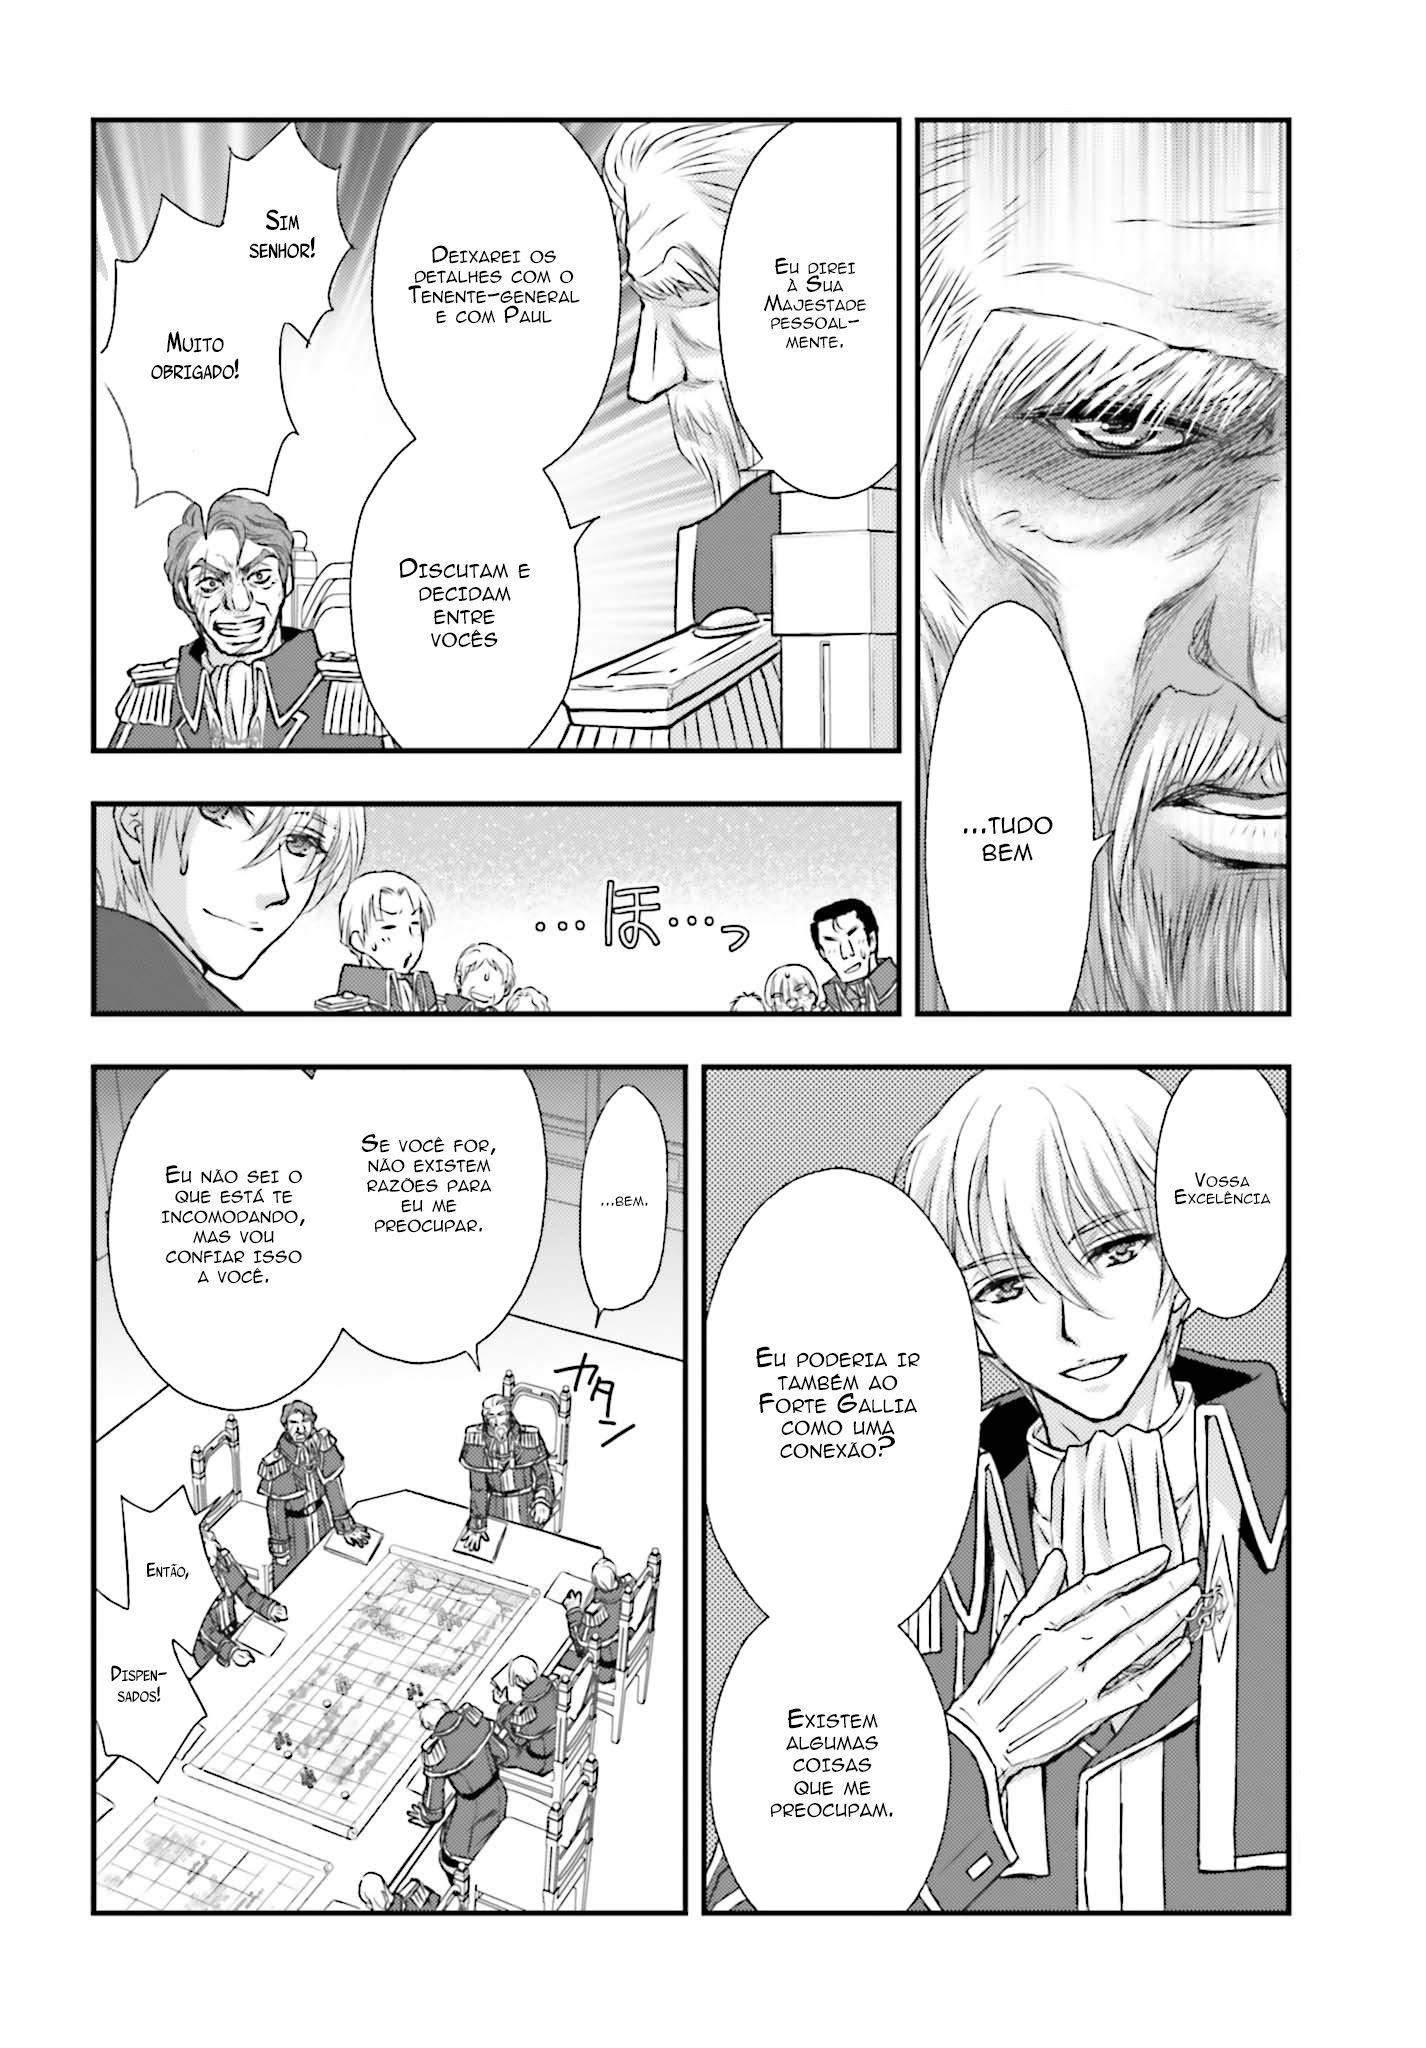 ...TUDO
BEM
EU DIREI
À SUA
MAJESTADE
PESSOAL-
MENTE.
DEIXAREI OS
DETALHES COM O
TENENTE-GENERAL
E COM PAUL
DISCUTAM E
DECIDAM
ENTRE
VOCÊS
SIM
SENHOR!
MUITO
OBRIGADO!
…ホ…ッ
VOSSA
EXCELÊNCIA
EU PODERIA IR
TAMBÉM AO
FORTE GALLIA
COMO UMA
CONEXÃO?
EXISTEM
ALGUMAS
COISAS
QUE ME
PREOCUPAM.
...BEM.
SE VOCÊ FOR,
NÃO EXISTEM
RAZÕES PARA
EU ME
PREOCUPAR.
EU NÃO SEI O
QUE ESTÁ TE
INCOMODANDO,
MAS VOU
CONFIAR ISSO
A VOCÊ.
カタン
ENTÃO,
DISPEN-
SADOS!